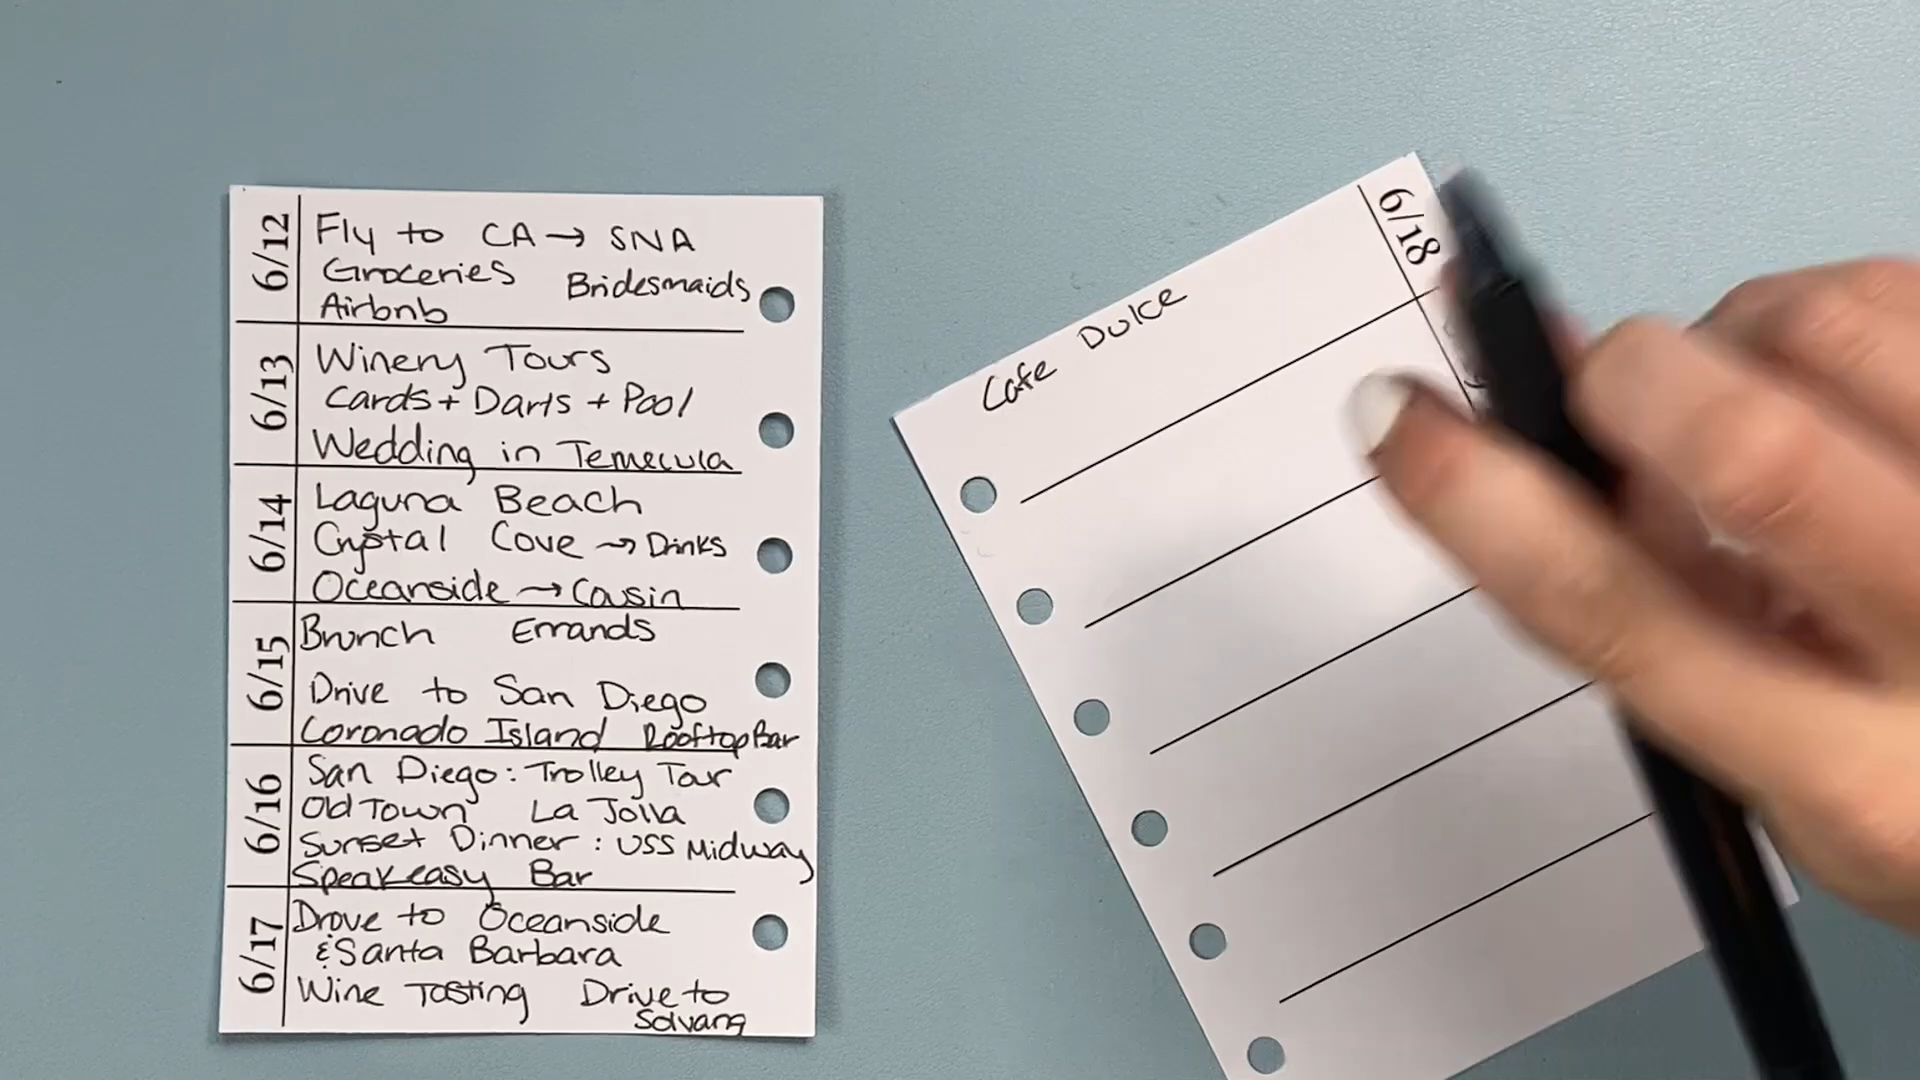 6/12
Fly to CA → SNA
Groceries Bridesmaids
Airbnb
6/13
Winery Tours
Cards + Darts + Pool
Wedding in Temecula
6/14
Laguna Beach
Crystal Cove → Drinks
Oceanside → Cousin
6/15
Brunch Errands
Drive to San Diego
Coronado Island Rooftop Bar
6/16
San Diego: Trolley Tour
Old Town La Jolla
Sunset Dinner: USS Midway
Speakeasy Bar
6/17
Drove to Oceanside
& Santa Barbara
Wine Tasting Drive to
Solvang
6/18
Cafe Dulce